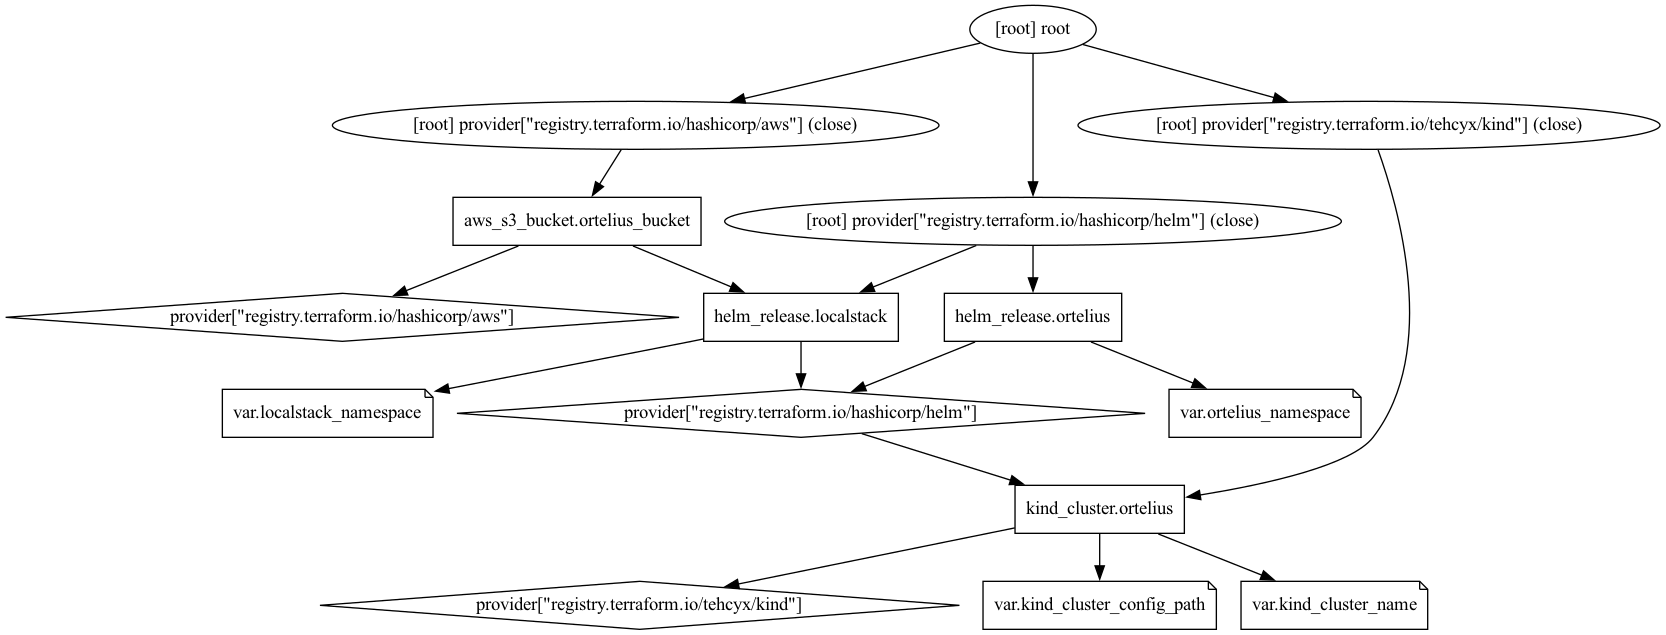 [root] root
[root] provider["registry.terraform.io/hashicorp/aws"] (close)
[root] provider["registry.terraform.io/tehcyx/kind"] (close)
aws_s3_bucket.ortelius_bucket
[root] provider["registry.terraform.io/hashicorp/helm"] (close)
provider["registry.terraform.io/hashicorp/aws"]
helm_release.localstack
helm_release.ortelius
var.localstack_namespace
provider["registry.terraform.io/hashicorp/helm"]
var.ortelius_namespace
kind_cluster.ortelius
provider["registry.terraform.io/tehcyx/kind"]
var.kind_cluster_config_path
var.kind_cluster_name